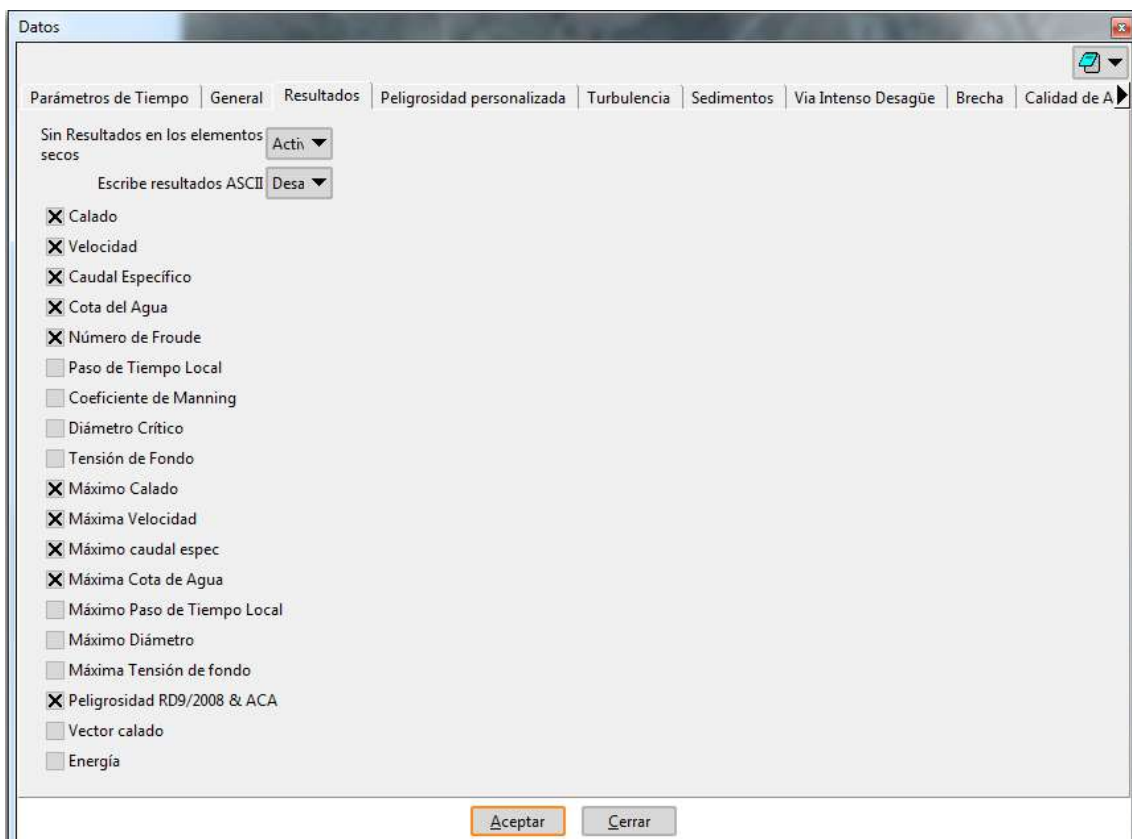 Datos
Parámetros de Tiempo General Resultados Peligrosidad personalizada Turbulencia Sedimentos Via Intenso Desagüe Brecha Calidad de A
Sin Resultados en los elementos
secos
Activ
Escribe resultados ASCII Desa
Calado
Velocidad
Caudal Específico
Cota del Agua
Número de Froude
Paso de Tiempo Local
Coeficiente de Manning
Diámetro Crítico
Tensión de Fondo
Máximo Calado
Máxima Velocidad
Máximo caudal espec
Máxima Cota de Agua
Máximo Paso de Tiempo Local
Máximo Diámetro
Máxima Tensión de fondo
Peligrosidad RD9/2008 & ACA
Vector calado
Energía
Aceptar Cerrar